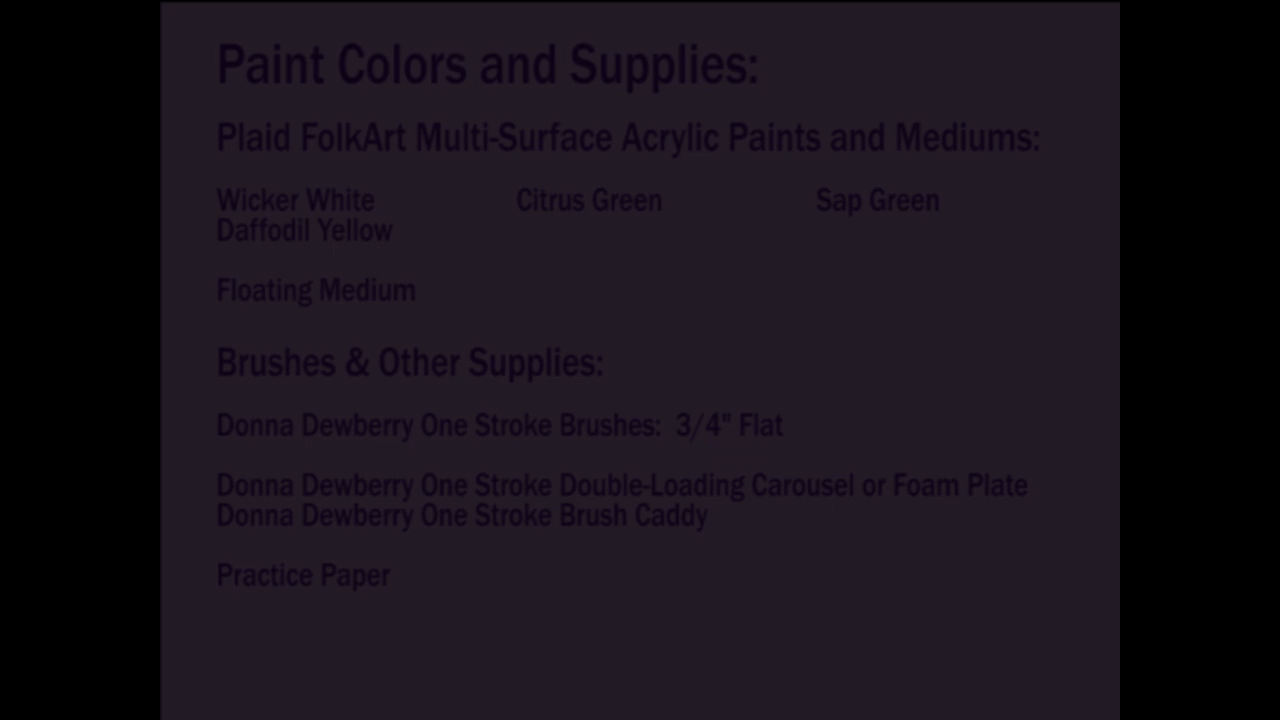 Paint Colors and Supplies:
Plaid FolkArt Multi-Surface Acrylic Paints and Mediums:
Wicker White Citrus Green Sap Green
Daffodil Yellow
Floating Medium
Brushes & Other Supplies:
Donna Dewberry One Stroke Brushes: 3/4" Flat
Donna Dewberry One Stroke Double-Loading Carousel or Foam Plate
Donna Dewberry One Stroke Brush Caddy
Practice Paper